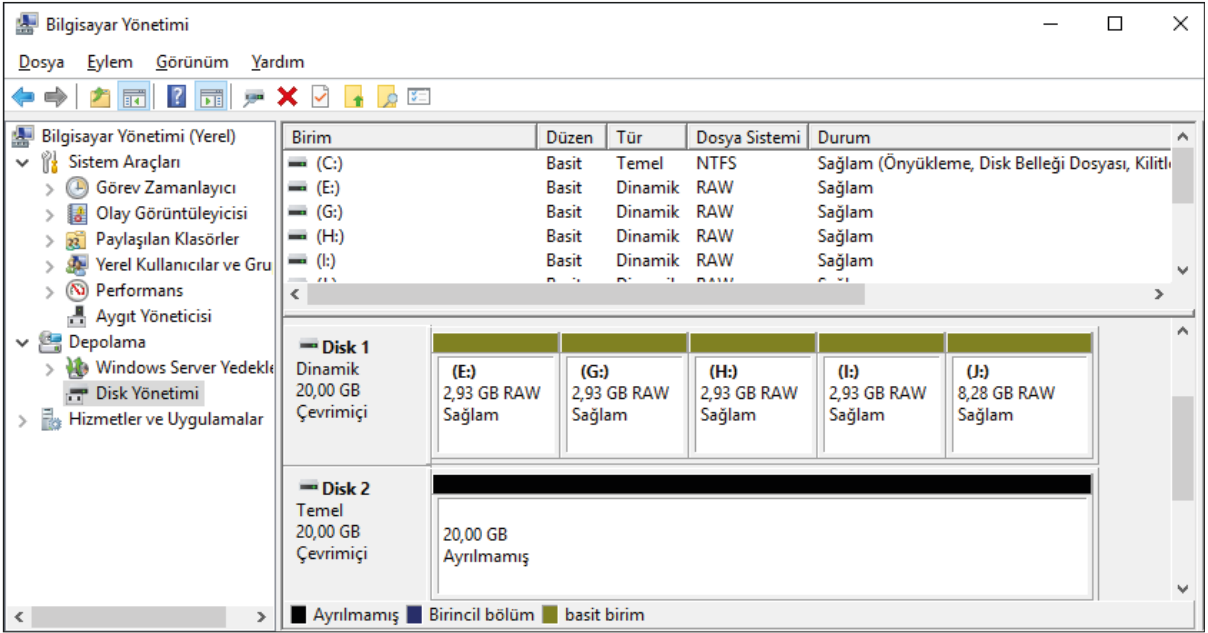 Bilgisayar Yönetimi
Dosya Eylem Görünüm Yardım
Bilgisayar Yönetimi (Yerel)
Sistem Araçları
Görev Zamanlayıcı
Olay Görüntüleyicisi
Paylaşılan Klasörler
Yerel Kullanıcılar ve Gru
Performans
Aygıt Yöneticisi
Depolama
Windows Server Yedekle
Disk Yönetimi
Hizmetler ve Uygulamalar
Birim Düzen Tür Dosya Sistemi Durum
(C:) Basit Temel NTFS Sağlam (Önyükleme, Disk Belleği Dosyası, Kilitl
(E:) Basit Dinamik RAW Sağlam
(G:) Basit Dinamik RAW Sağlam
(H:) Basit Dinamik RAW Sağlam
(I:) Basit Dinamik RAW Sağlam
Disk 1
Dinamik
20,00 GB
Çevrimiçi
(E:)
2,93 GB RAW
Sağlam
(G:)
2,93 GB RAW
Sağlam
(H:)
2,93 GB RAW
Sağlam
(I:)
2,93 GB RAW
Sağlam
(J:)
8,28 GB RAW
Sağlam
Disk 2
Temel
20,00 GB
Çevrimiçi
20,00 GB
Ayrılmamış
Ayrılmamış Birincil bölüm basit birim